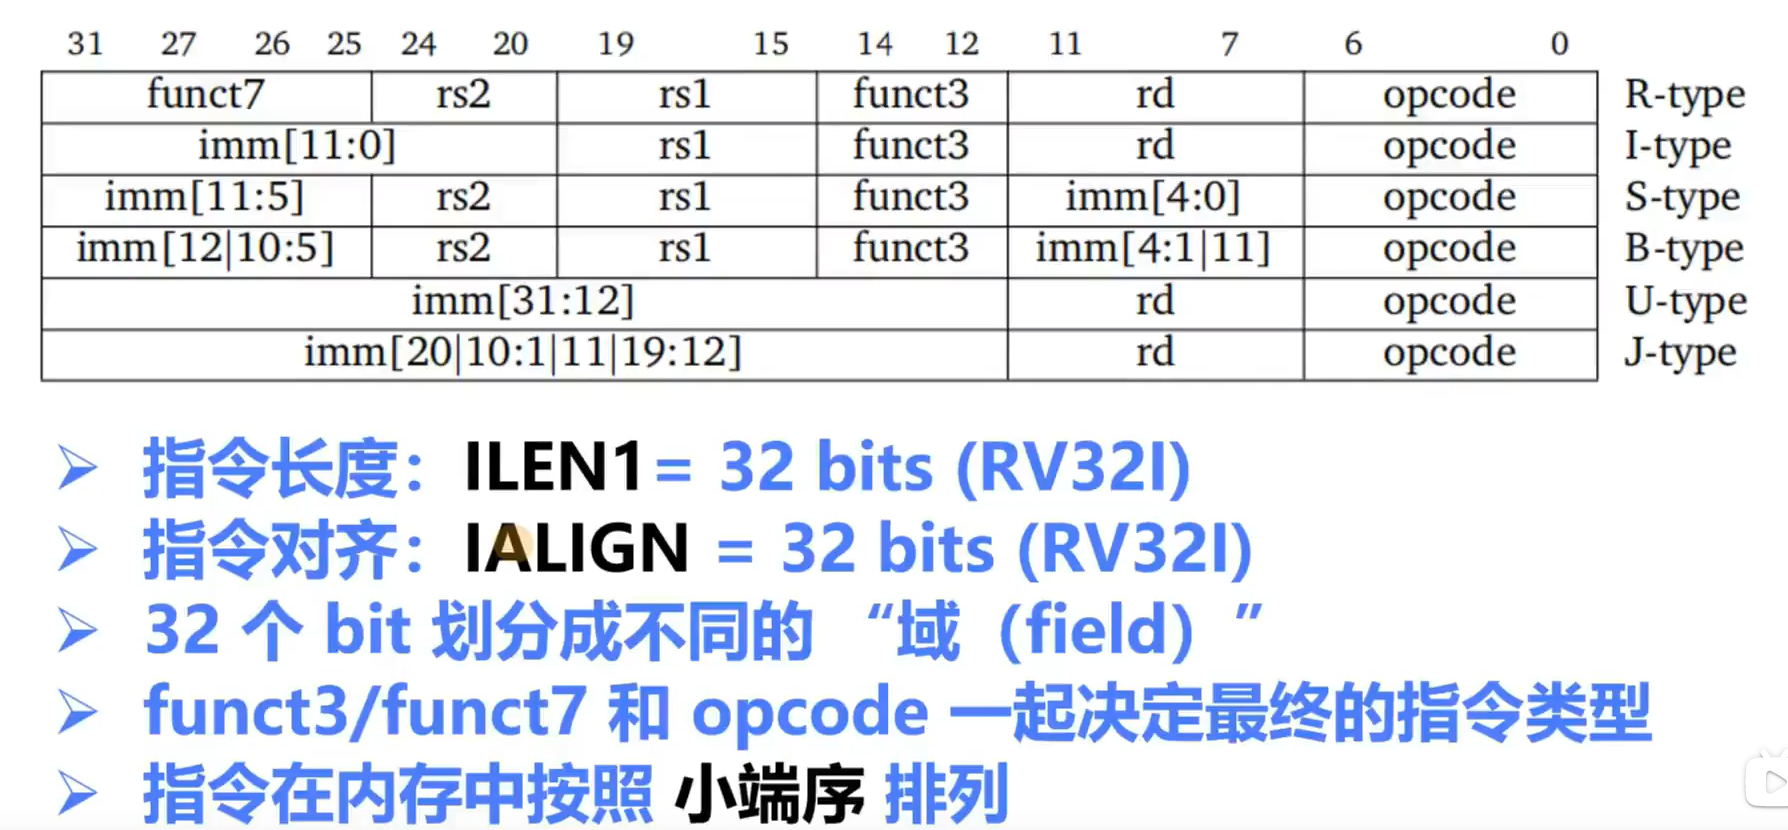 31 27 26 25 24 20 19 15 14 12 11 7 6 0
funct7 rs2 rs1 funct3 rd opcode R-type
imm[11:0] rs1 funct3 rd opcode I-type
imm[11:5] rs2 rs1 funct3 imm[4:0] opcode S-type
imm[12|10:5] rs2 rs1 funct3 imm[4:1|11] opcode B-type
imm[31:12] rd opcode U-type
imm[20|10:1|11|19:12] rd opcode J-type
指令长度：ILEN1= 32 bits (RV32I)
指令对齐：IALIGN = 32 bits (RV32I)
32 个 bit 划分成不同的 “域（field）”
funct3/funct7 和 opcode 一起决定最终的指令类型
指令在内存中按照 小端序 排列